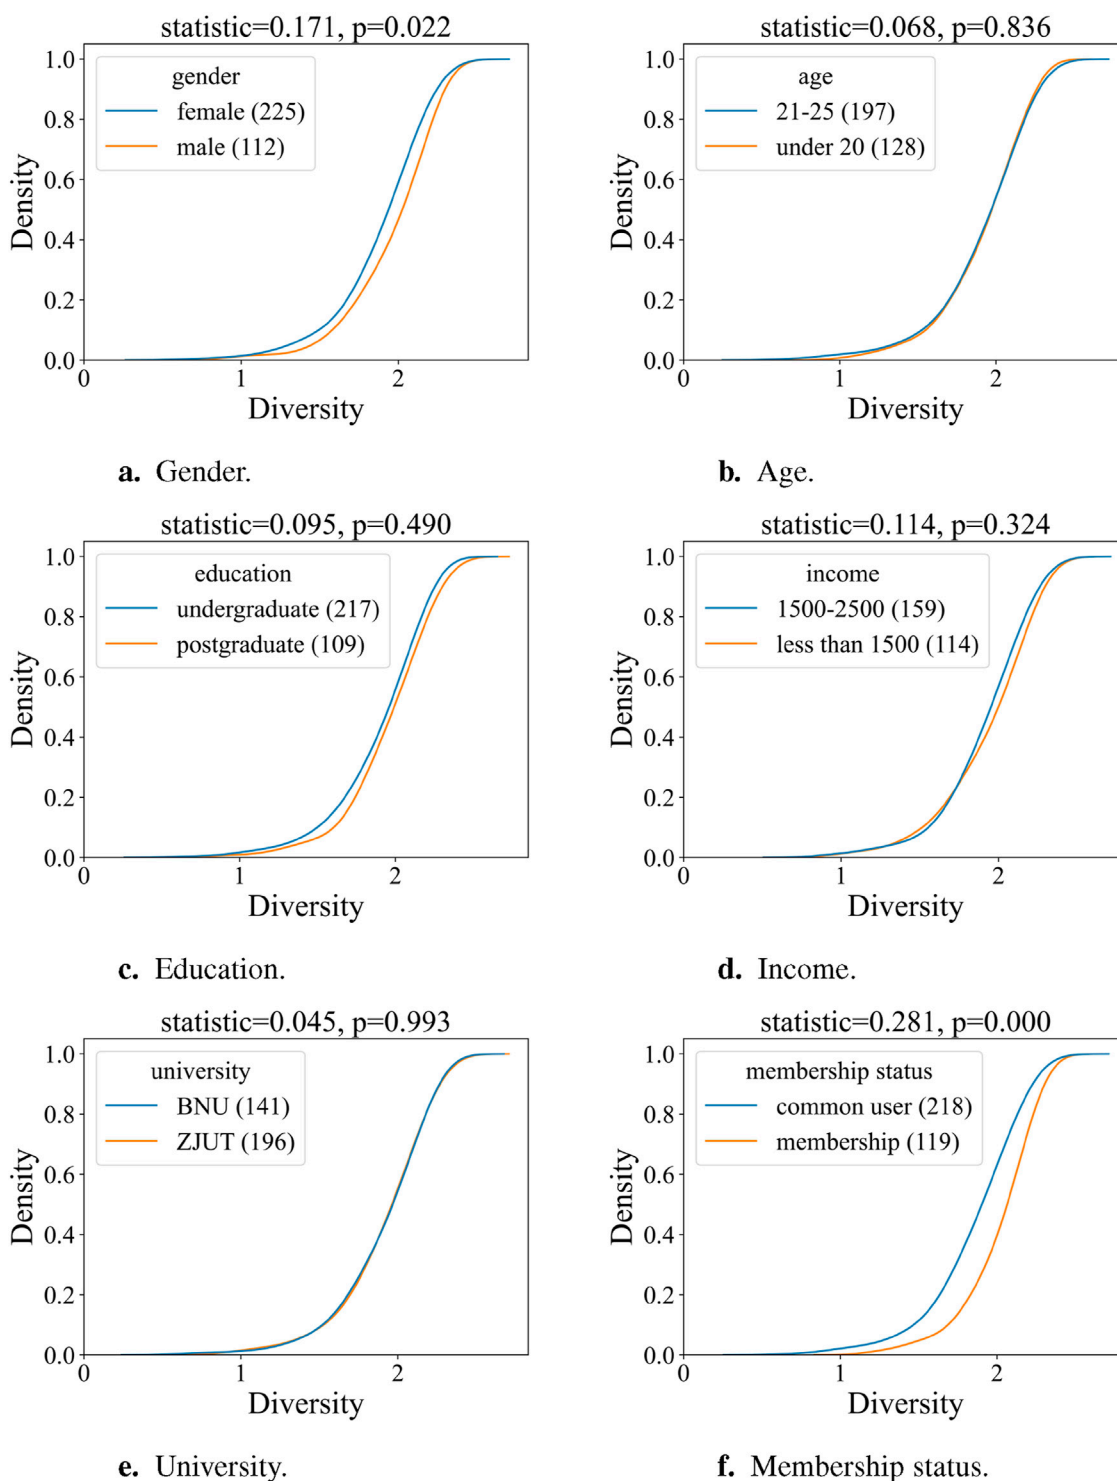 statistic=0.171, p=0.022
1.0
0.8
0.6
0.4
0.2
0.0
Density
gender
female (225)
male (112)
0 1 2
Diversity
a. Gender.
statistic=0.068, p=0.836
1.0
0.8
0.6
0.4
0.2
0.0
Density
age
21-25 (197)
under 20 (128)
0 1 2
Diversity
b. Age.
statistic=0.095, p=0.490
1.0
0.8
0.6
0.4
0.2
0.0
Density
education
undergraduate (217)
postgraduate (109)
0 1 2
Diversity
c. Education.
statistic=0.114, p=0.324
1.0
0.8
0.6
0.4
0.2
0.0
Density
income
1500-2500 (159)
less than 1500 (114)
0 1 2
Diversity
d. Income.
statistic=0.045, p=0.993
1.0
0.8
0.6
0.4
0.2
0.0
Density
university
BNU (141)
ZJUT (196)
0 1 2
Diversity
e. University.
statistic=0.281, p=0.000
1.0
0.8
0.6
0.4
0.2
0.0
Density
membership status
common user (218)
membership (119)
0 1 2
Diversity
f. Membership status.